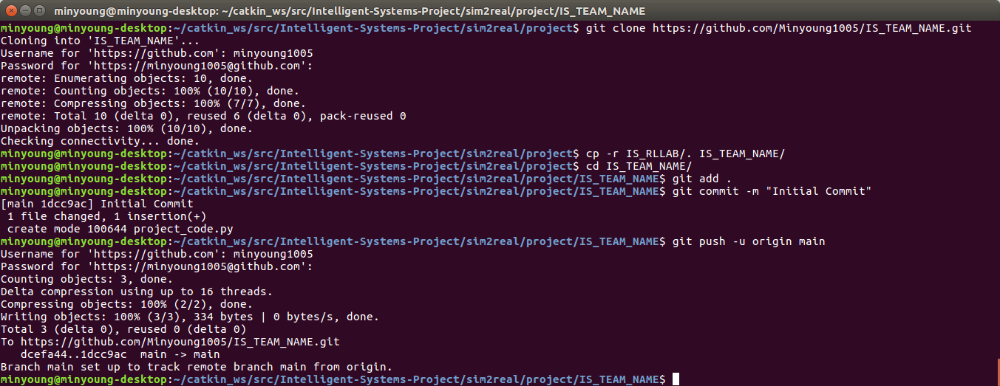 minyoung@minyoung-desktop: ~/catkin_ws/src/Intelligent-Systems-Project/sim2real/project/IS_TEAM_NAME
minyoung@minyoung-desktop:~/catkin_ws/src/Intelligent-Systems-Project/sim2real/project$ git clone https://github.com/Minyoung1005/IS_TEAM_NAME.git
Cloning into 'IS_TEAM_NAME'...
Username for 'https://github.com': minyoung1005
Password for 'https://minyoung1005@github.com':
remote: Enumerating objects: 10, done.
remote: Counting objects: 100% (10/10), done.
remote: Compressing objects: 100% (7/7), done.
remote: Total 10 (delta 0), reused 6 (delta 0), pack-reused 0
Unpacking objects: 100% (10/10), done.
Checking connectivity... done.
minyoung@minyoung-desktop:~/catkin_ws/src/Intelligent-Systems-Project/sim2real/project$ cp -r IS_RLLAB/. IS_TEAM_NAME/
minyoung@minyoung-desktop:~/catkin_ws/src/Intelligent-Systems-Project/sim2real/project$ cd IS_TEAM_NAME/
minyoung@minyoung-desktop:~/catkin_ws/src/Intelligent-Systems-Project/sim2real/project/IS_TEAM_NAME$ git add .
minyoung@minyoung-desktop:~/catkin_ws/src/Intelligent-Systems-Project/sim2real/project/IS_TEAM_NAME$ git commit -m "Initial Commit"
[main 1dcc9ac] Initial Commit
 1 file changed, 1 insertion(+)
 create mode 100644 project_code.py
minyoung@minyoung-desktop:~/catkin_ws/src/Intelligent-Systems-Project/sim2real/project/IS_TEAM_NAME$ git push -u origin main
Username for 'https://github.com': minyoung1005
Password for 'https://minyoung1005@github.com':
Counting objects: 3, done.
Delta compression using up to 16 threads.
Compressing objects: 100% (2/2), done.
Writing objects: 100% (3/3), 334 bytes | 0 bytes/s, done.
Total 3 (delta 0), reused 0 (delta 0)
To https://github.com/Minyoung1005/IS_TEAM_NAME.git
   dcefa44..1dcc9ac  main -> main
Branch main set up to track remote branch main from origin.
minyoung@minyoung-desktop:~/catkin_ws/src/Intelligent-Systems-Project/sim2real/project/IS_TEAM_NAME$